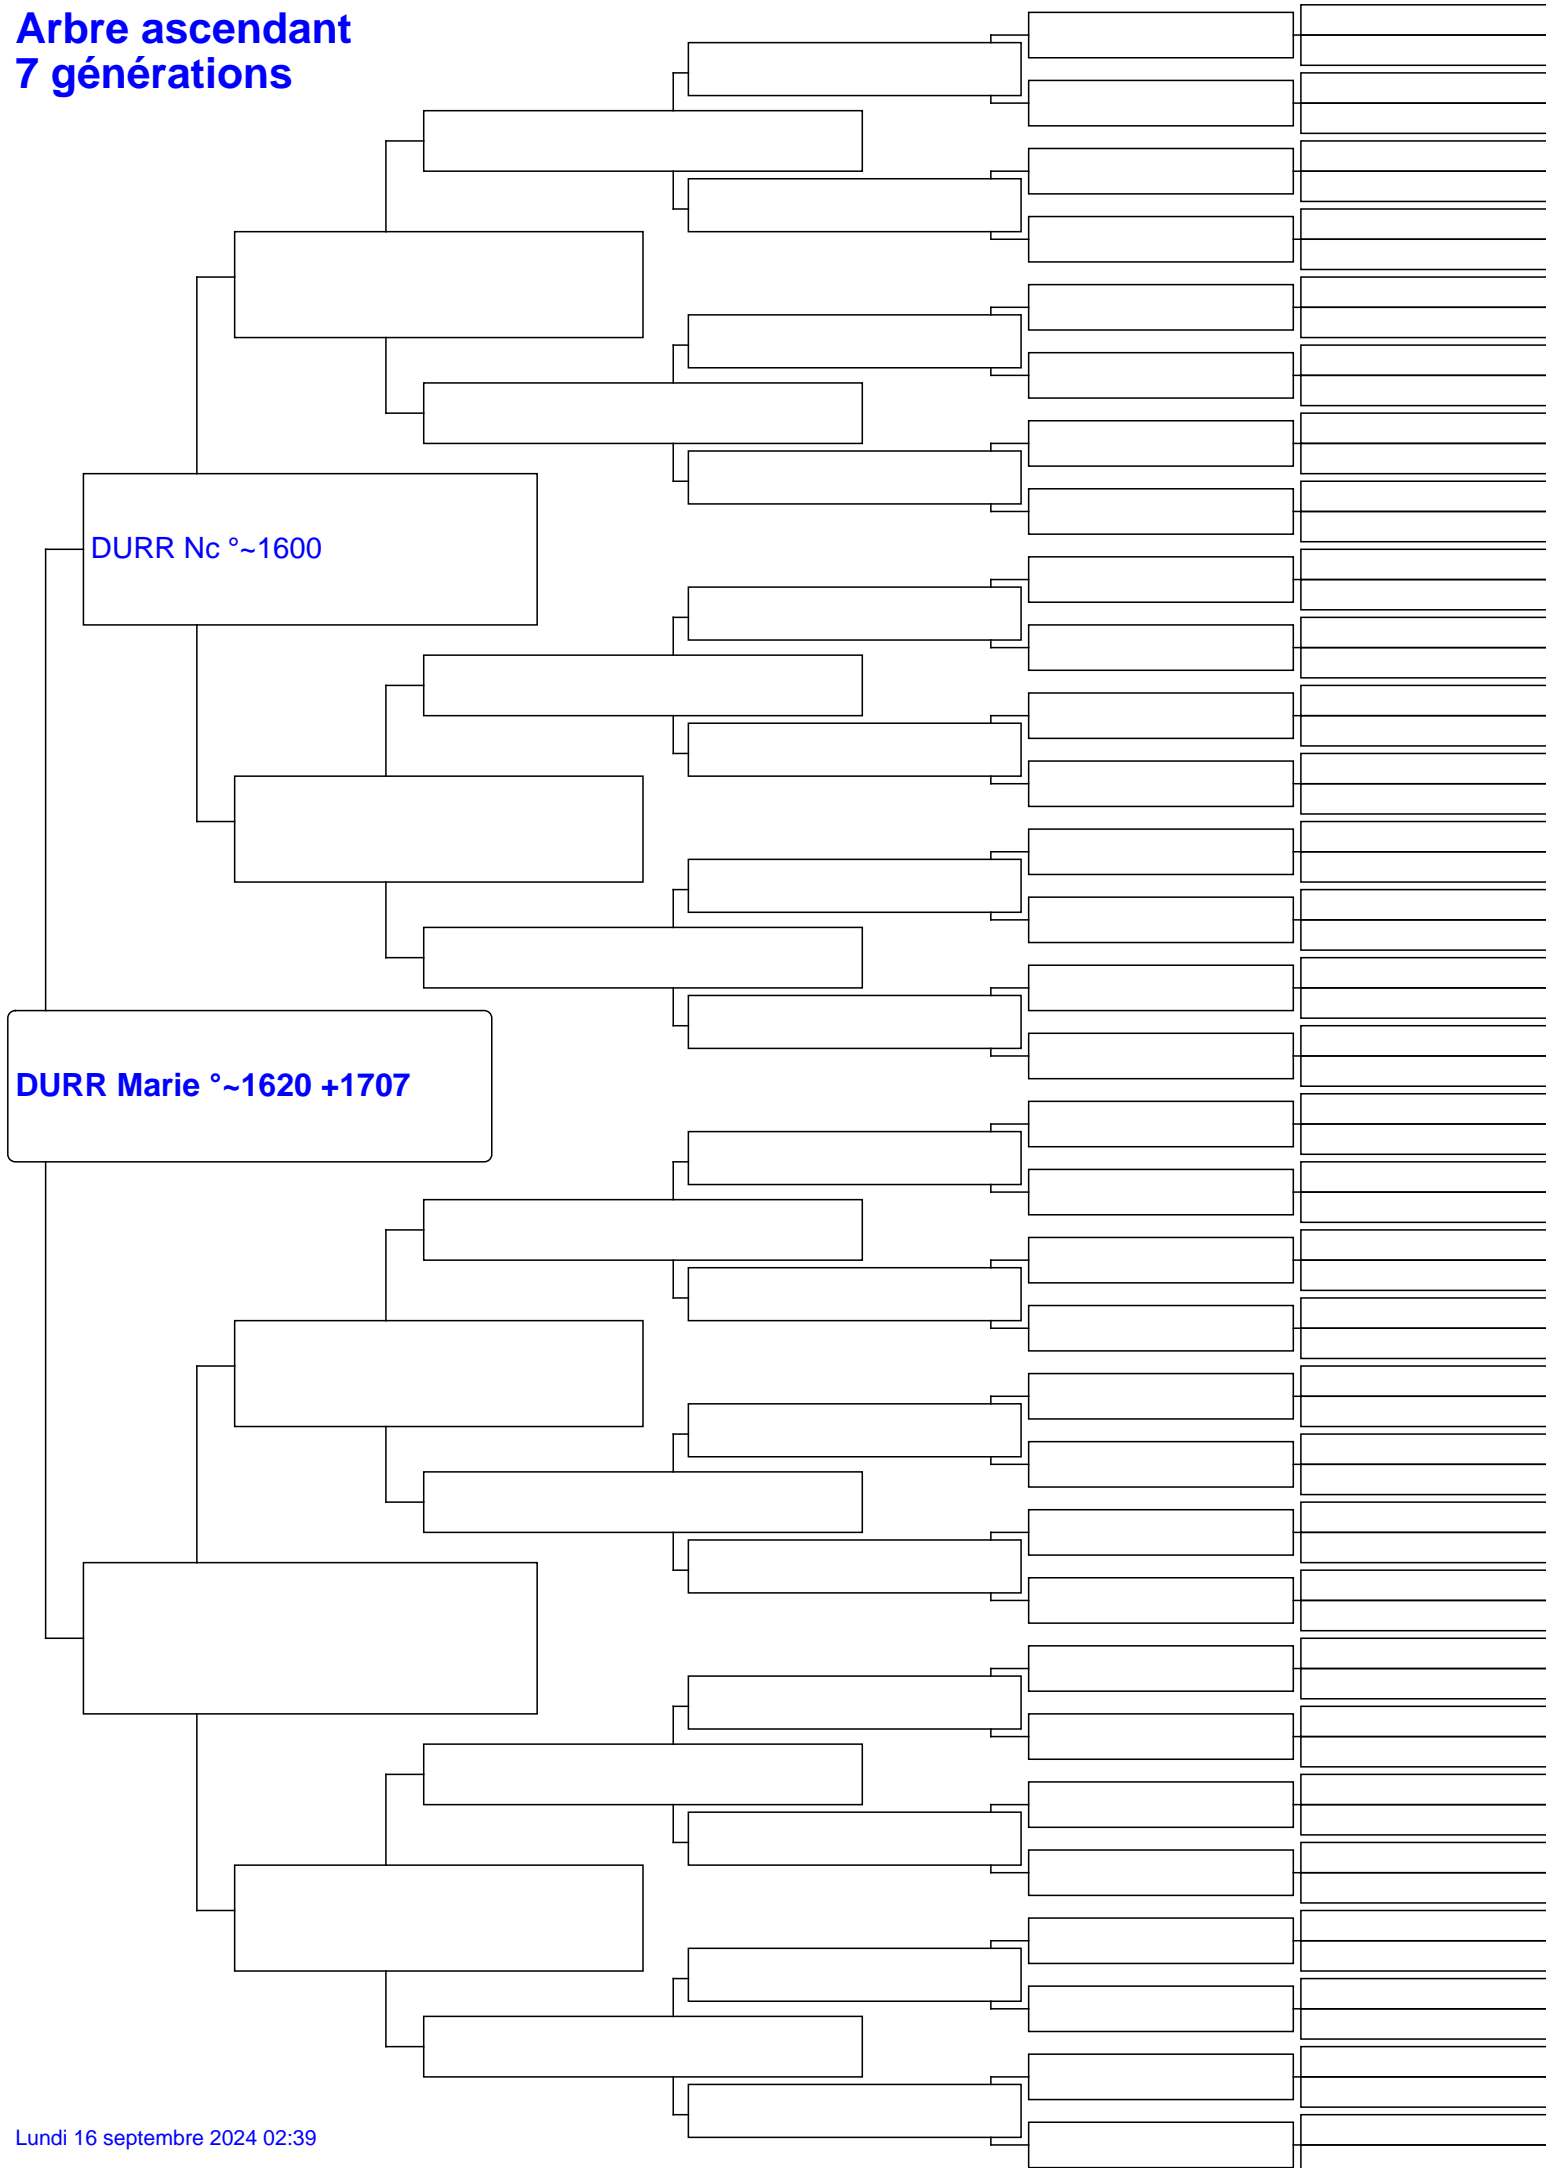 Arbre ascendant
7 générations
DURR Nc °~1600
DURR Marie °~1620 +1707
Lundi 16 septembre 2024 02:39